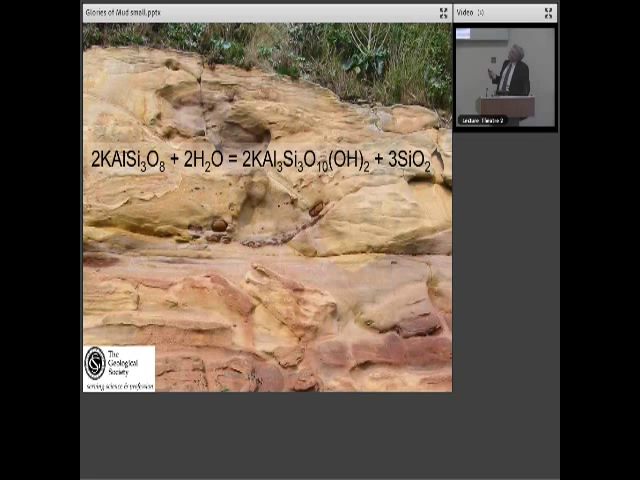 Glories of Mud small.pptx
Video (1)
2KAlSi₃O₈ + 2H₂O = 2KAl₃Si₃O₁₀(OH)₂ + 3SiO₂
Lecture Theatre 2
The
Geological
Society
serving science & profession